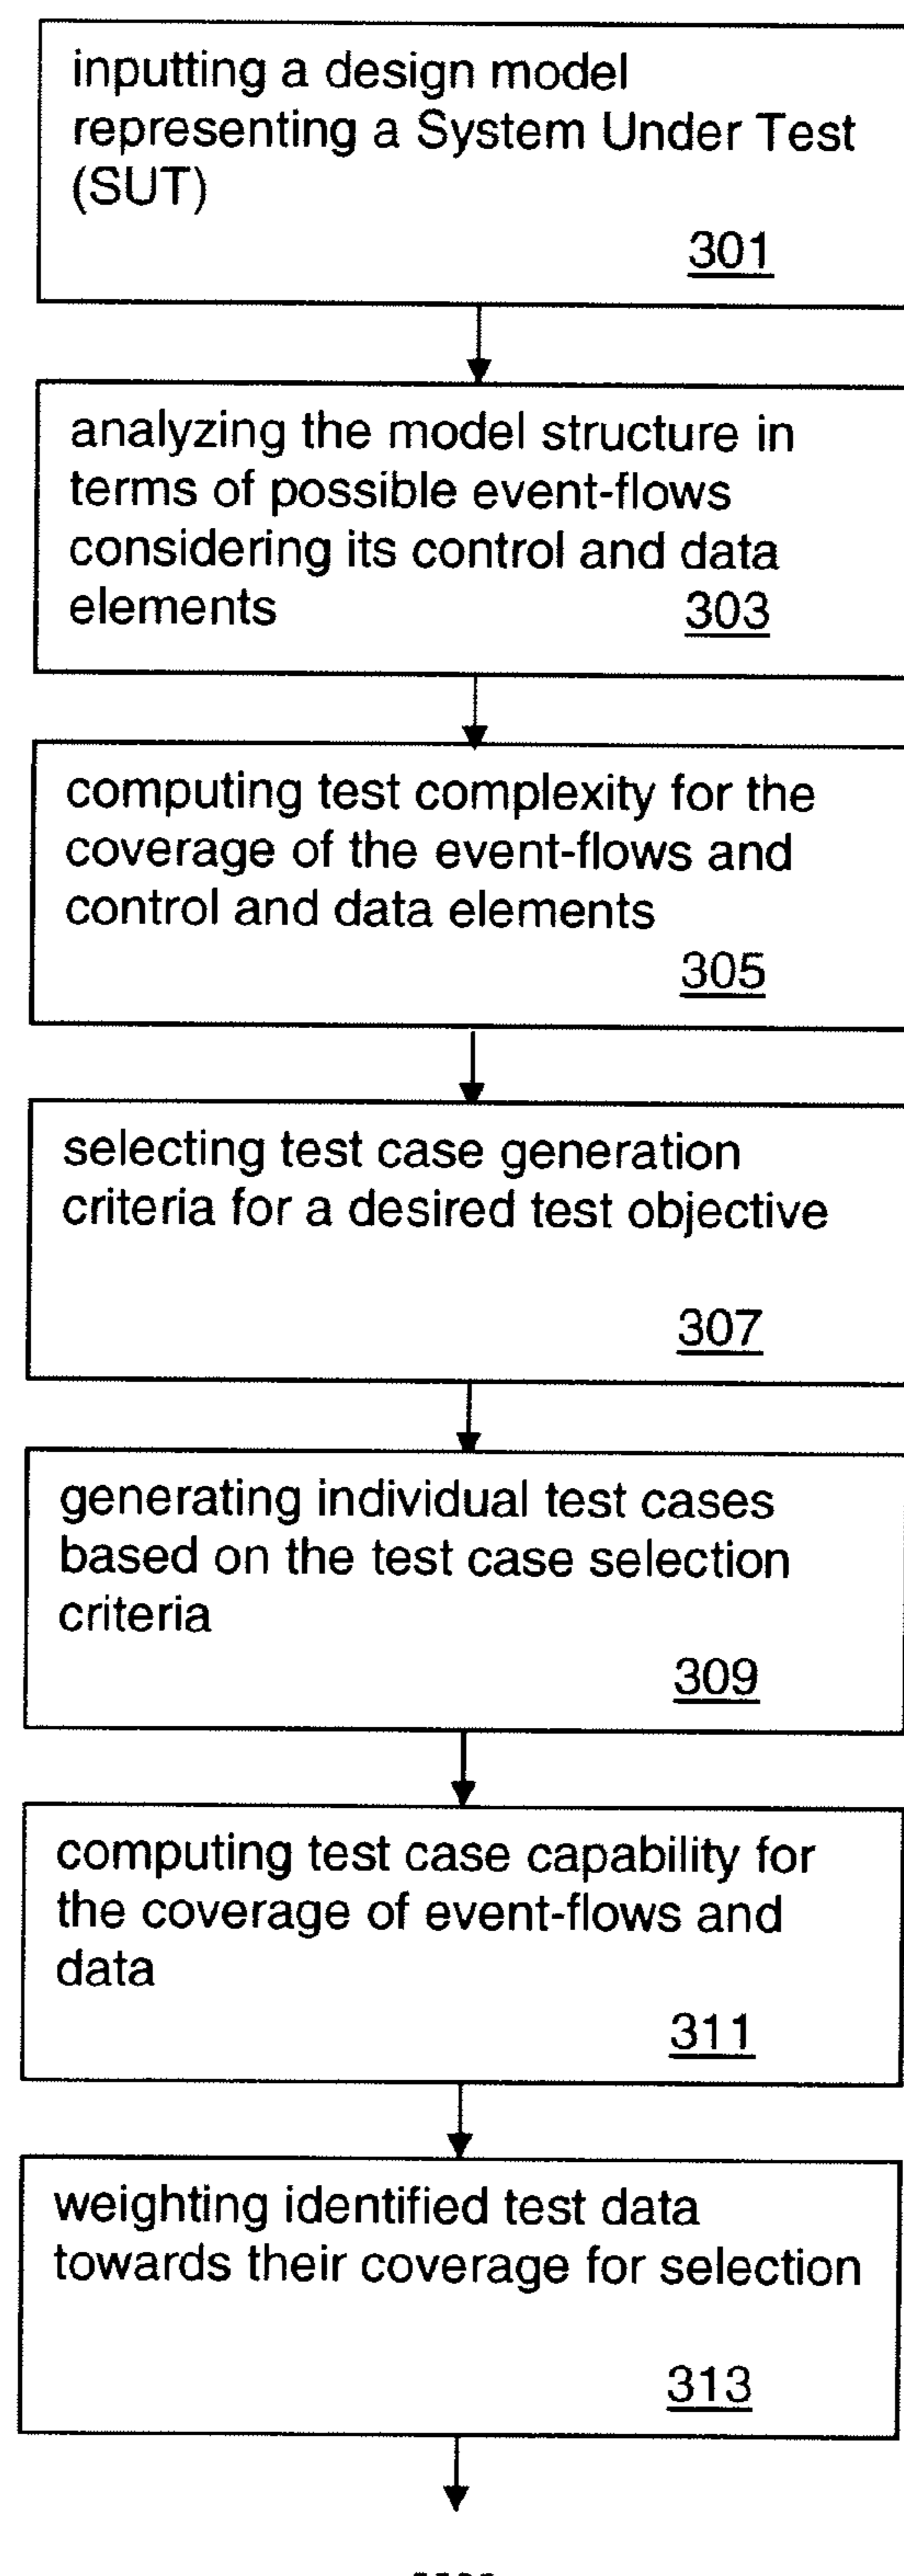 inputting a design model
representing a System Under Test
(SUT)
301
analyzing the model structure in
terms of possible event-flows
considering its control and data
elements 303
computing test complexity for the
coverage of the event-flows and
control and data elements
305
selecting test case generation
criteria for a desired test objective
307
generating individual test cases
based on the test case selection
criteria
309
computing test case capability for
the coverage of event-flows and
data
311
weighting identified test data
towards their coverage for selection
313